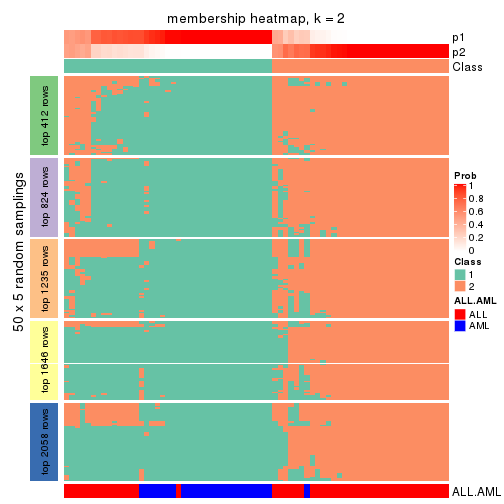 membership heatmap, k = 2
p1
p2
Class
50 x 5 random samplings
top 412 rows
top 824 rows
top 1235 rows
top 1646 rows
top 2058 rows
Prob
1
0.8
0.6
0.4
0.2
0
Class
1
2
ALL.AML
ALL
AML
ALL.AML